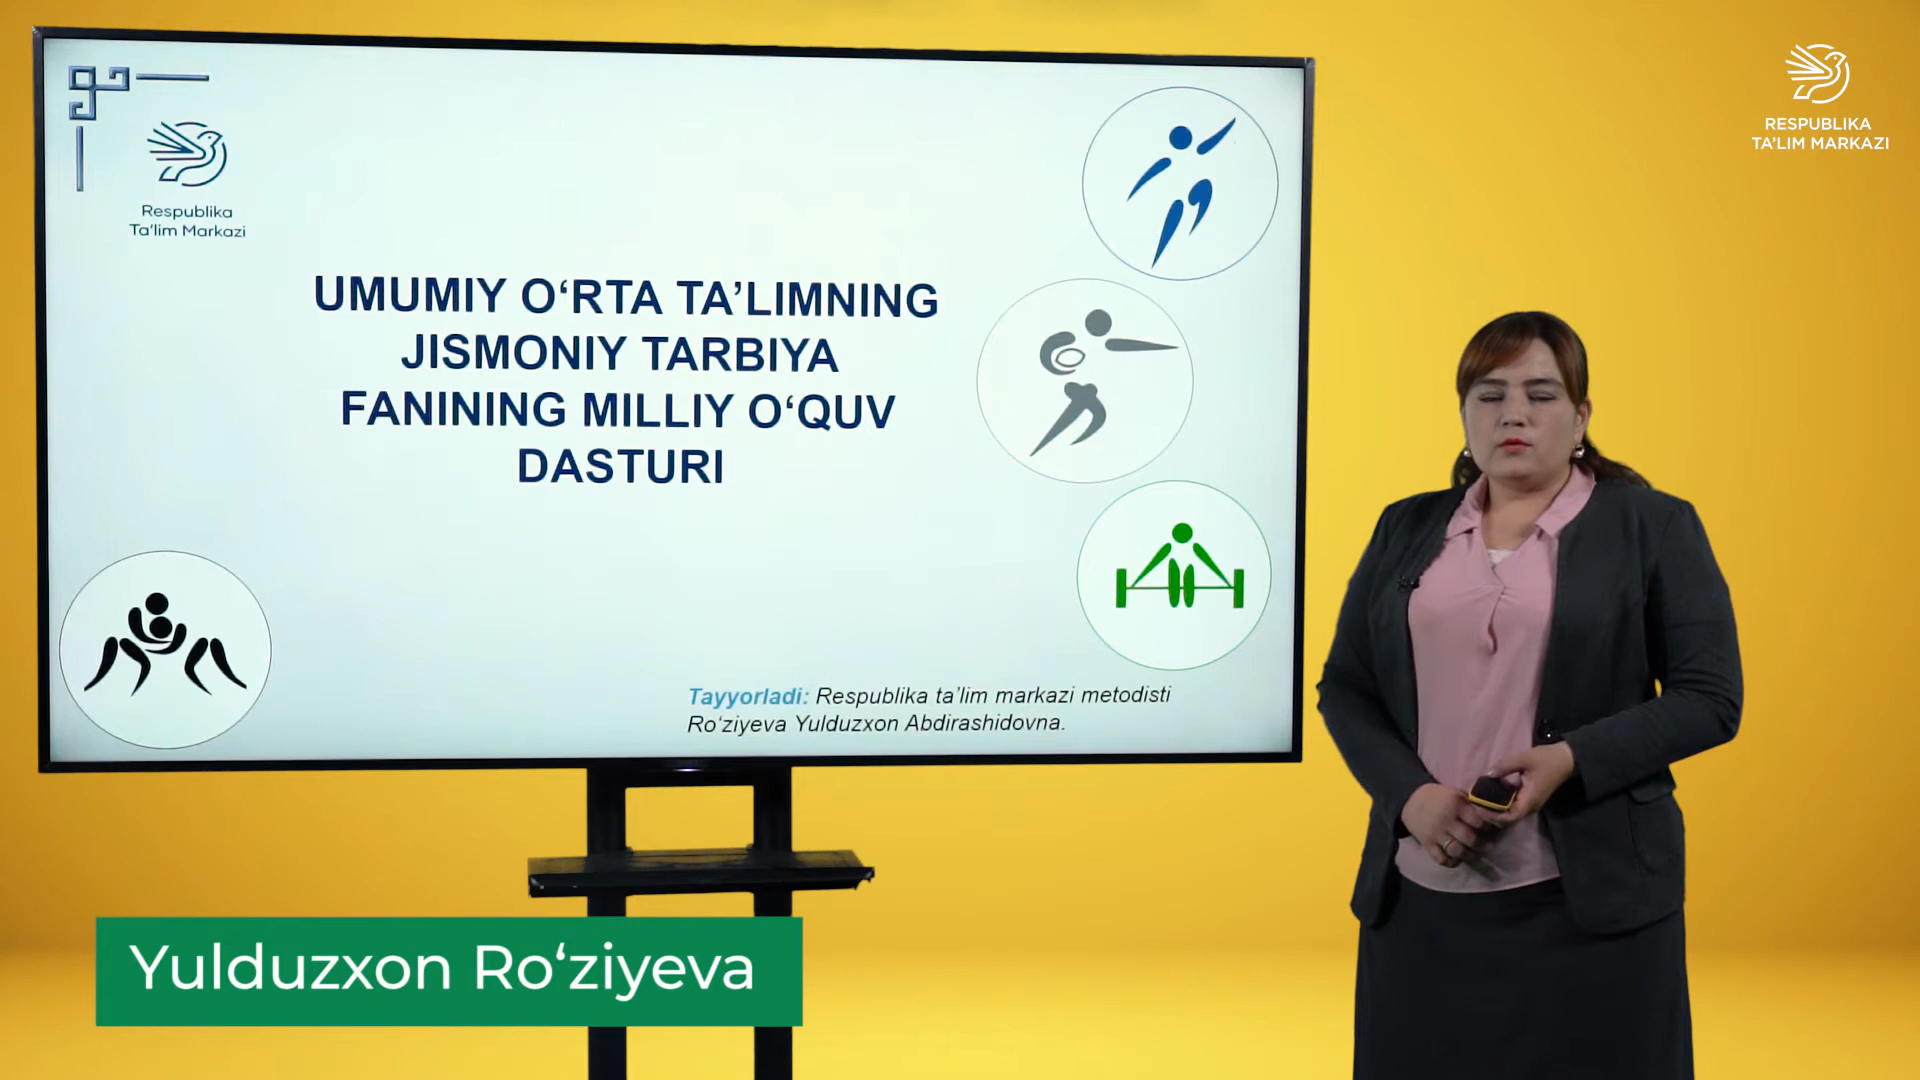 RESPUBLIKA
TA’LIM MARKAZI
Respublika
Ta’lim Markazi
UMUMIY O‘RTA TA’LIMNING
JISMONIY TARBIYA
FANINING MILLIY O‘QUV
DASTURI
Tayyorladi: Respublika ta’lim markazi metodisti
Ro‘ziyeva Yulduzxon Abdirashidovna.
Yulduzxon Ro‘ziyeva